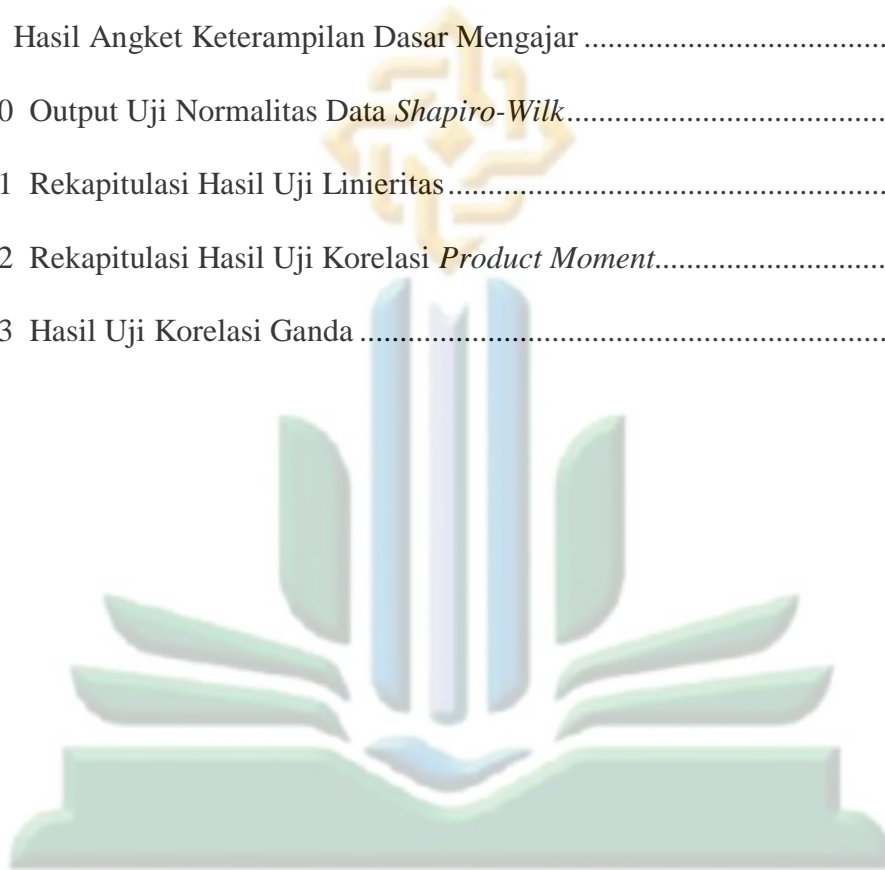 Hasil Angket Keterampilan Dasar Mengajar ......................................
0 Output Uji Normalitas Data Shapiro-Wilk........................................
1 Rekapitulasi Hasil Uji Linieritas.......................................................
2 Rekapitulasi Hasil Uji Korelasi Product Moment.............................
3 Hasil Uji Korelasi Ganda ..................................................................